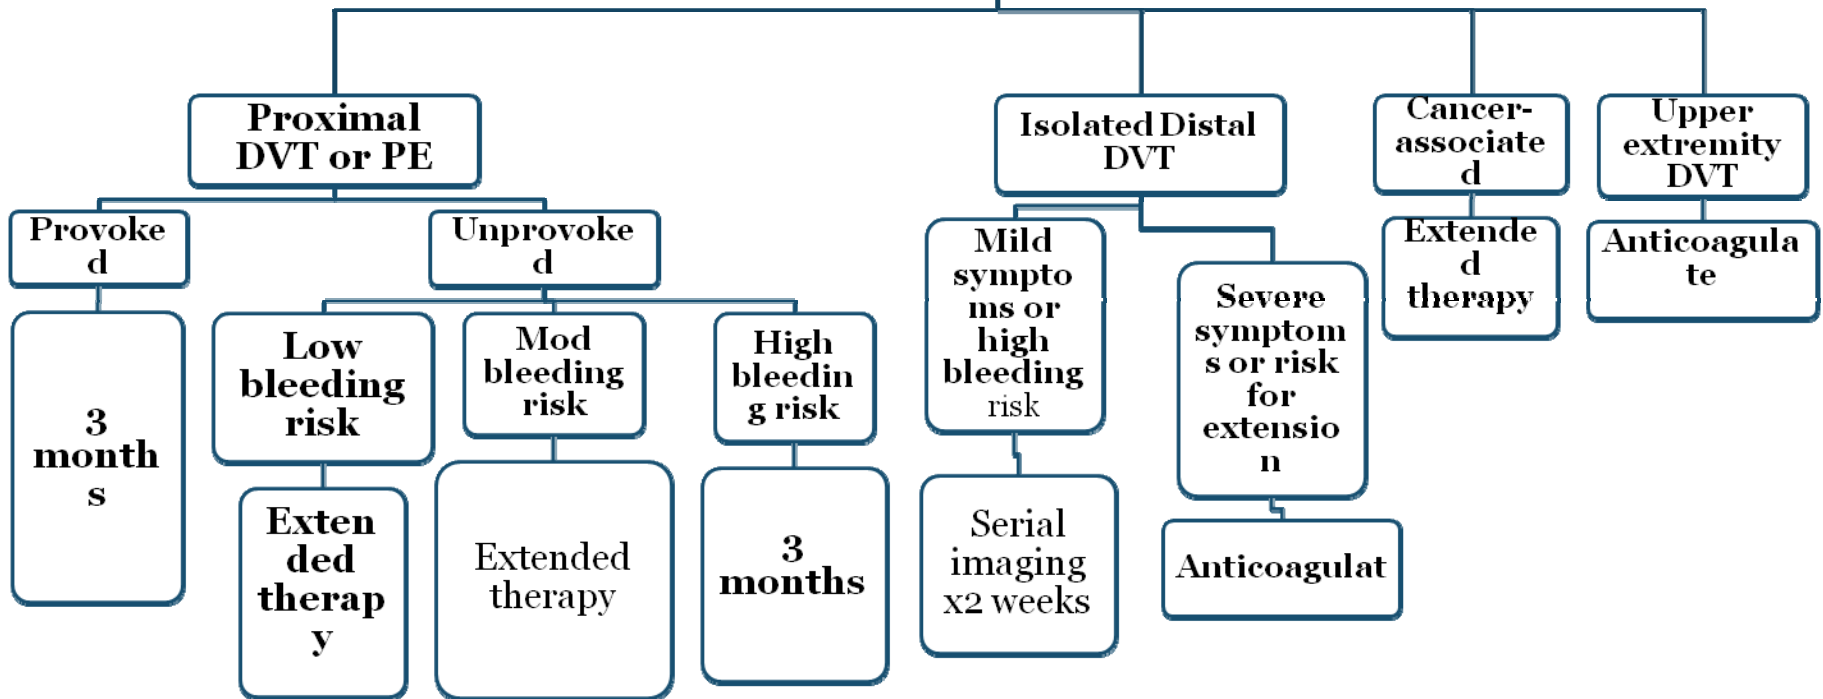 Proximal
DVT or PE
Isolated Distal
DVT
Cancer-
associate
d
Upper
extremity
DVT
Provoke
d
Unprovoke
d
Mild
sympto
ms or
high
bleeding
risk
Severe
symptom
s or risk
for
extensio
n
Extende
d
therapy
Anticoagula
te
3
month
s
Low
bleeding
risk
Mod
bleeding
risk
High
bleedin
g risk
Exten
ded
therap
y
Extended
therapy
3
months
Serial
imaging
x2 weeks
Anticoagulat